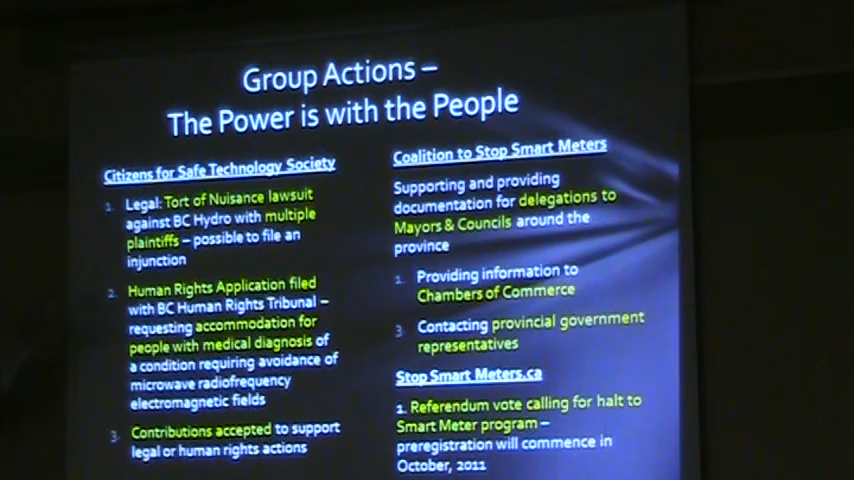 Group Actions –
The Power is with the People
Citizens for Safe Technology Society
1. Legal: Tort of Nuisance lawsuit
against BC Hydro with multiple
plaintiffs – possible to file an
injunction
2. Human Rights Application filed
with BC Human Rights Tribunal –
requesting accommodation for
people with medical diagnosis of
a condition requiring avoidance of
microwave radiofrequency
electromagnetic fields
3. Contributions accepted to support
legal or human rights actions
Coalition to Stop Smart Meters
Supporting and providing
documentation for delegations to
Mayors & Councils around the
province
1. Providing information to
Chambers of Commerce
3. Contacting provincial government
representatives
Stop Smart Meters.ca
1. Referendum vote calling for halt to
Smart Meter program –
preregistration will commence in
October, 2011